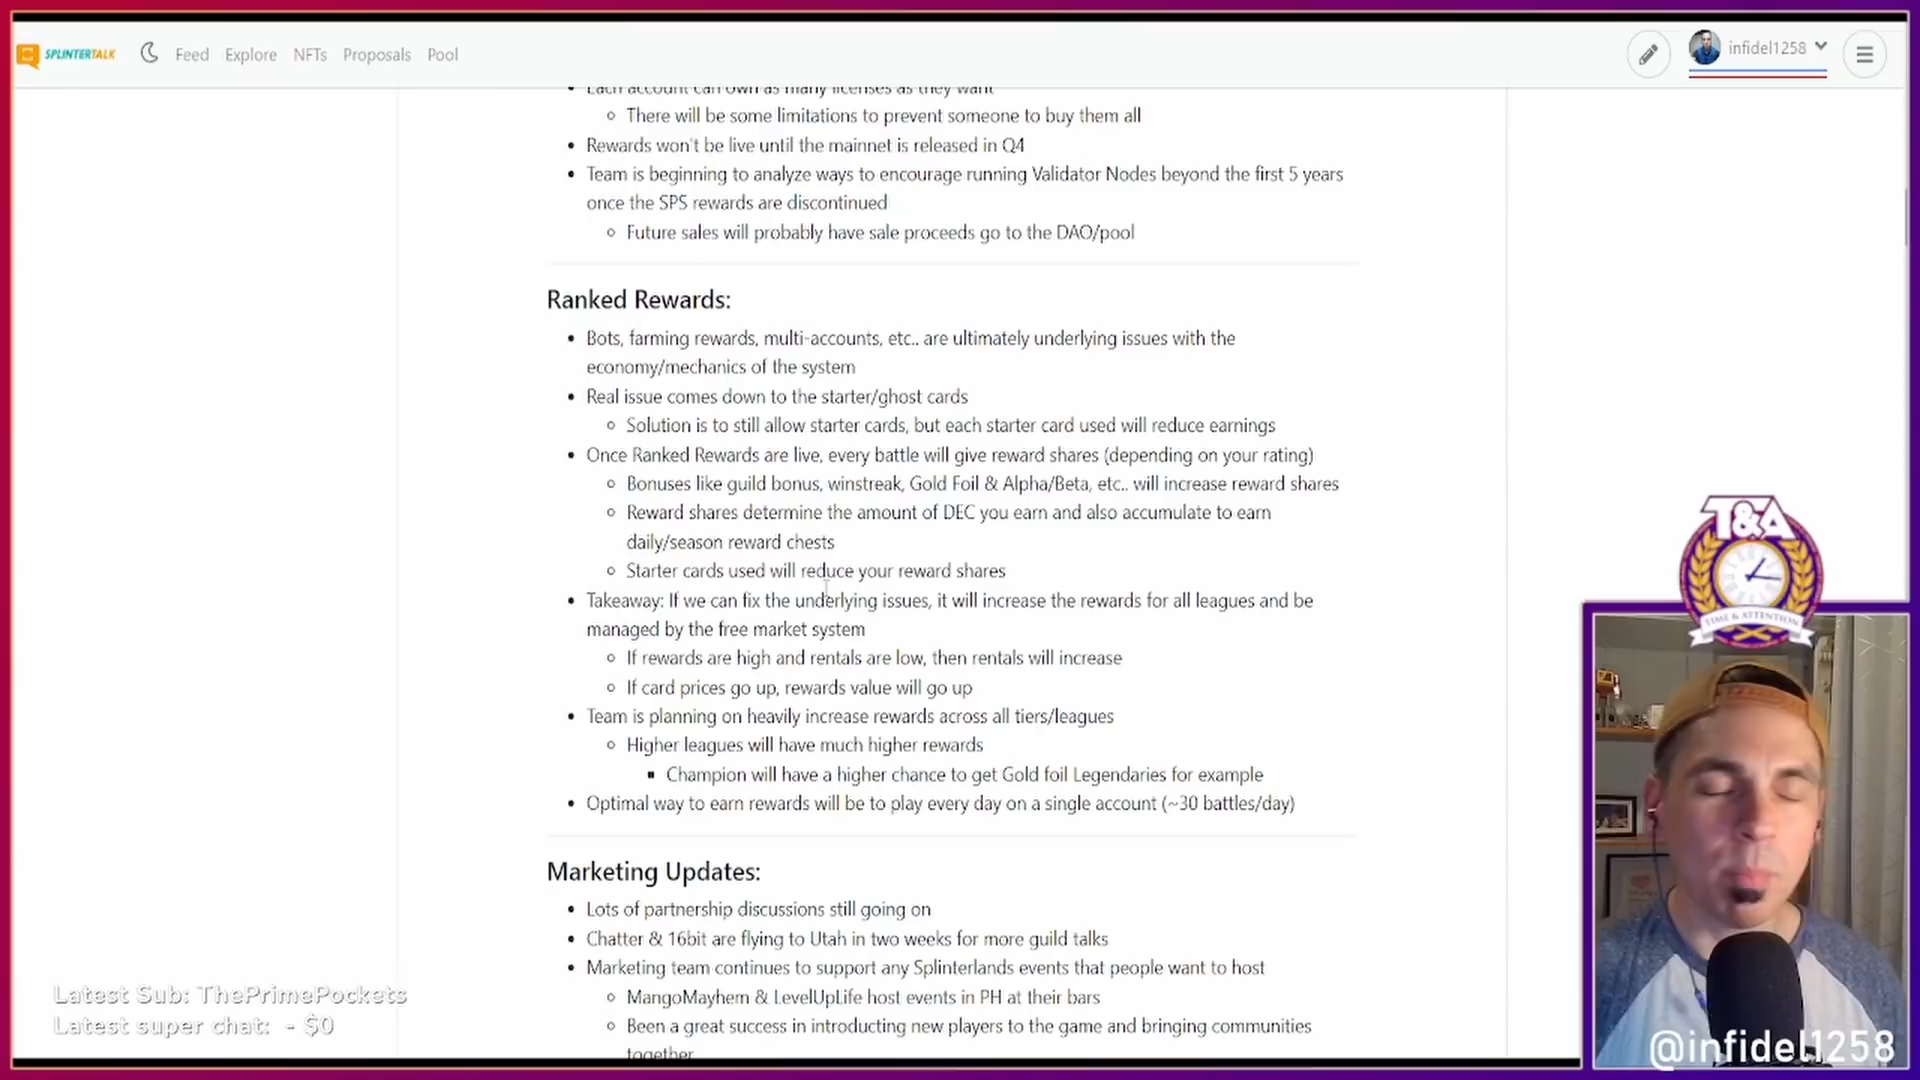 SPLINTERTALK
Feed
Explore
NFTs
Proposals
Pool
infidel1258
Each account can own as many licenses as they want
There will be some limitations to prevent someone to buy them all
Rewards won't be live until the mainnet is released in Q4
Team is beginning to analyze ways to encourage running Validator Nodes beyond the first 5 years
once the SPS rewards are discontinued
Future sales will probably have sale proceeds go to the DAO/pool
Ranked Rewards:
Bots, farming rewards, multi-accounts, etc.. are ultimately underlying issues with the
economy/mechanics of the system
Real issue comes down to the starter/ghost cards
Solution is to still allow starter cards, but each starter card used will reduce earnings
Once Ranked Rewards are live, every battle will give reward shares (depending on your rating)
Bonuses like guild bonus, winstreak, Gold Foil & Alpha/Beta, etc.. will increase reward shares
Reward shares determine the amount of DEC you earn and also accumulate to earn
daily/season reward chests
Starter cards used will reduce your reward shares
Takeaway: If we can fix the underlying issues, it will increase the rewards for all leagues and be
managed by the free market system
If rewards are high and rentals are low, then rentals will increase
If card prices go up, rewards value will go up
Team is planning on heavily increase rewards across all tiers/leagues
Higher leagues will have much higher rewards
Champion will have a higher chance to get Gold foil Legendaries for example
Optimal way to earn rewards will be to play every day on a single account (~30 battles/day)
Marketing Updates:
Lots of partnership discussions still going on
Chatter & 16bit are flying to Utah in two weeks for more guild talks
Marketing team continues to support any Splinterlands events that people want to host
MangoMayhem & LevelUpLife host events in PH at their bars
Been a great success in introducting new players to the game and bringing communities
together
T&A
TIME & ATTENTION
Latest Sub: ThePrimePockets
Latest super chat: - $0
@infidel1258